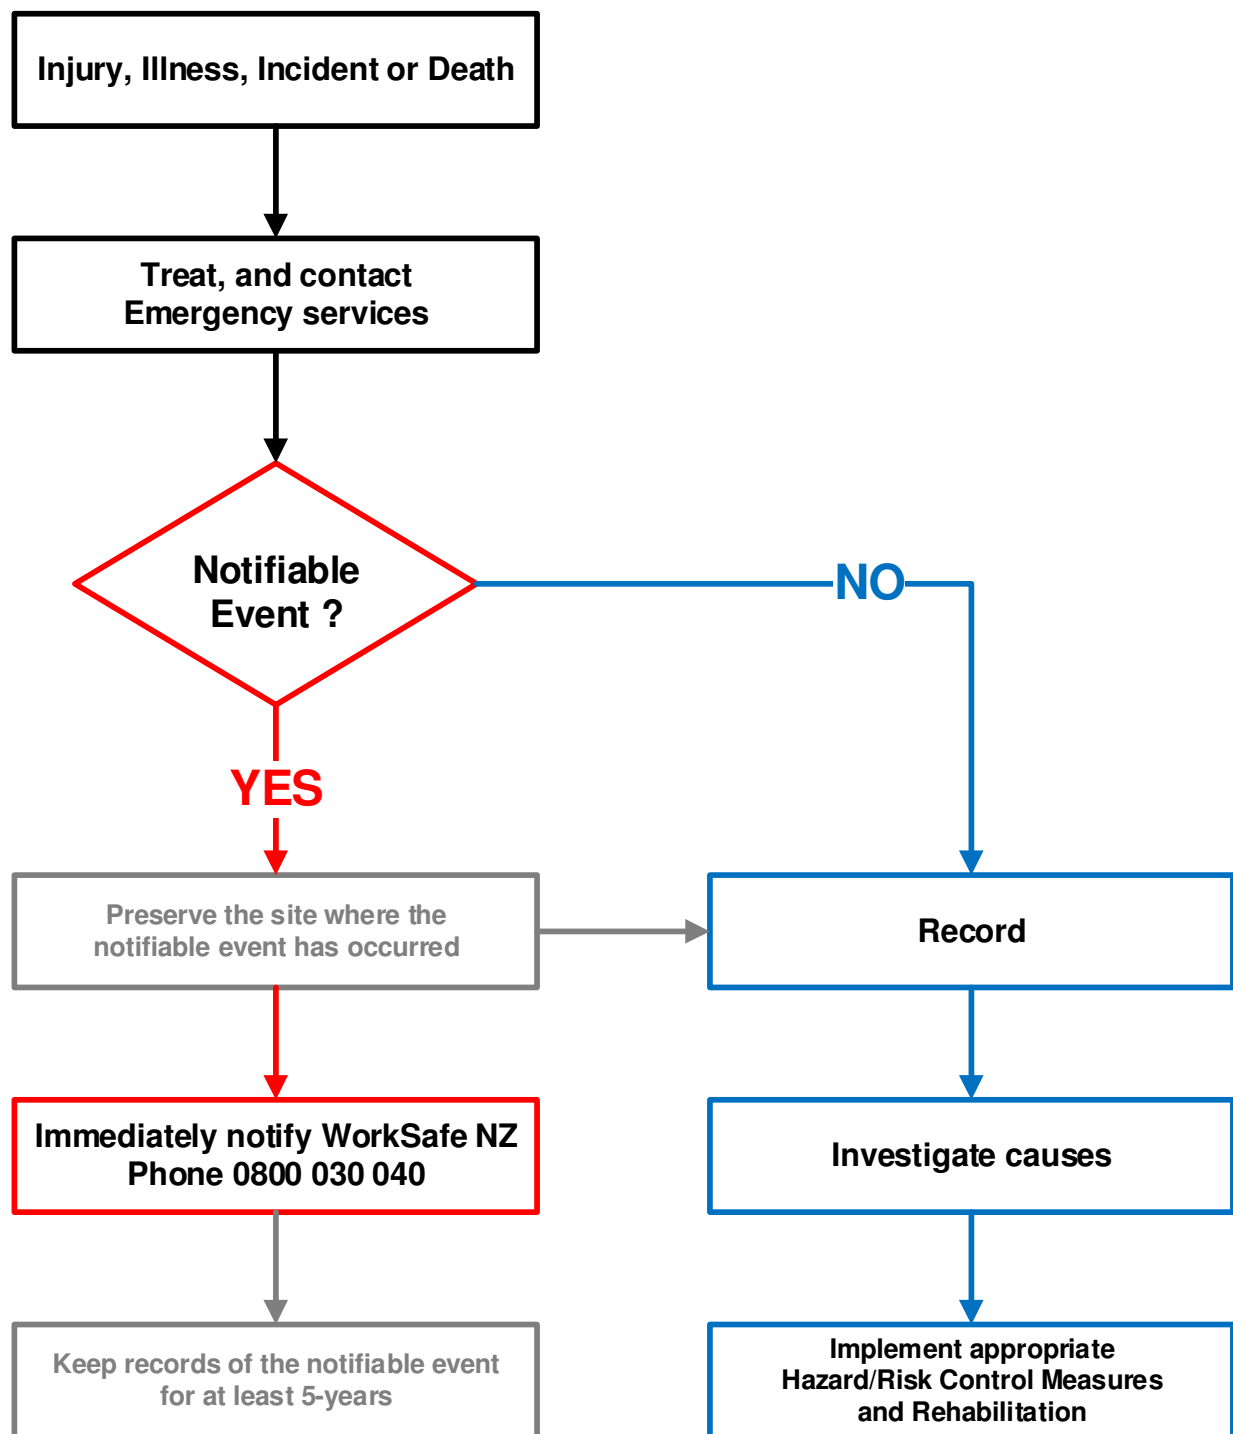 Injury, Illness, Incident or Death
Treat, and contact
Emergency services
Notifiable
Event ?
NO
YES
Preserve the site where the
notifiable event has occurred
Record
Immediately notify WorkSafe NZ
Phone 0800 030 040
Investigate causes
Keep records of the notifiable event
for at least 5-years
Implement appropriate
Hazard/Risk Control Measures
and Rehabilitation